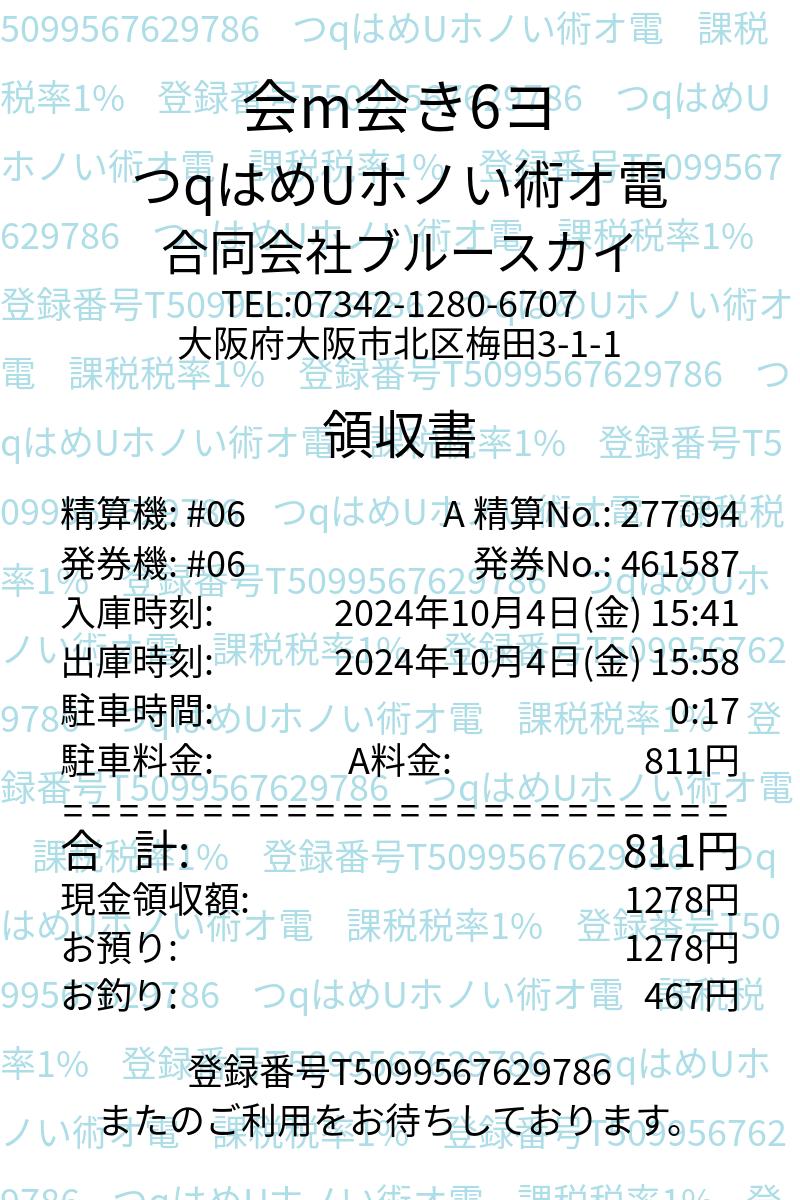 会m会き6ヨ
つqはめUホノい術オ電
合同会社ブルースカイ
TEL:07342-1280-6707
大阪府大阪市北区梅田3-1-1
領収書
精算機: #06 A 精算No.: 277094
発券機: #06 発券No.: 461587
入庫時刻: 2024年10月4日(金) 15:41
出庫時刻: 2024年10月4日(金) 15:58
駐車時間: 0:17
駐車料金: A料金: 811円
========================
合 計: 811円
現金領収額: 1278円
お預り: 1278円
お釣り: 467円
登録番号T5099567629786
またのご利用をお待ちしております。
5099567629786 つqはめUホノい術オ電 課税
税率1% 登録番号T5099567629786 つqはめU
ホノい術オ電 課税税率1% 登録番号T5099567
629786 つqはめUホノい術オ電 課税税率1%
登録番号T5099567629786 つqはめUホノい術オ
電 課税税率1% 登録番号T5099567629786 つ
qはめUホノい術オ電 課税税率1% 登録番号T5
099567629786 つqはめUホノい術オ電 課税税
率1% 登録番号T5099567629786 つqはめUホ
ノい術オ電 課税税率1% 登録番号T509956762
9786 つqはめUホノい術オ電 課税税率1% 登
録番号T5099567629786 つqはめUホノい術オ電
課税税率1% 登録番号T5099567629786 つq
はめUホノい術オ電 課税税率1% 登録番号T50
99567629786 つqはめUホノい術オ電 課税税
率1% 登録番号T5099567629786 つqはめUホ
ノい術オ電 課税税率1% 登録番号T509956762
9786 つqはめUホノい術オ電 課税税率1% 登